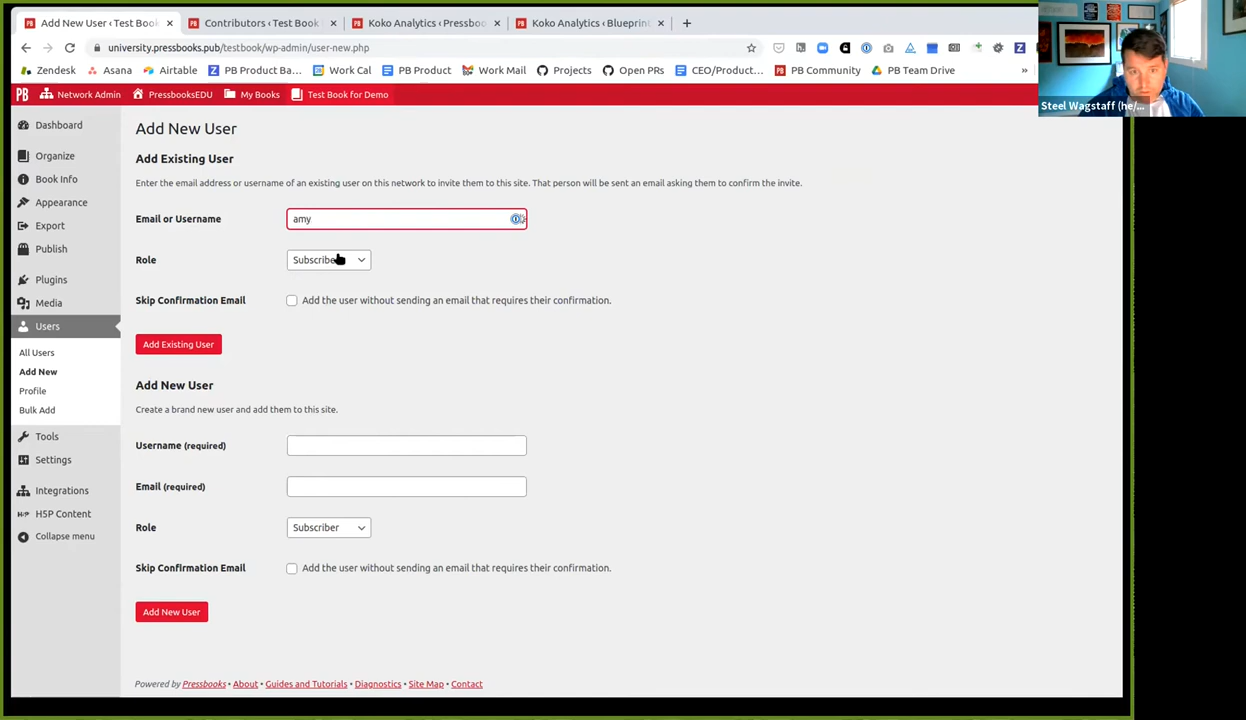 Add New User ‹ Test Book
Contributors ‹ Test Book
Koko Analytics ‹ Pressboo
Koko Analytics ‹ Blueprint
university.pressbooks.pub/testbook/wp-admin/user-new.php
Zendesk
Asana
Airtable
PB Product Ba...
Work Cal
PB Product
Work Mail
Projects
Open PRs
CEO/Product...
PB Community
PB Team Drive
»
Steel Wagstaff (he/...
PB
Network Admin
PressbooksEDU
My Books
Test Book for Demo
Dashboard
Organize
Book Info
Appearance
Export
Publish
Plugins
Media
Users
All Users
Add New
Profile
Bulk Add
Tools
Settings
Integrations
H5P Content
Collapse menu
Add New User
Add Existing User
Enter the email address or username of an existing user on this network to invite them to this site. That person will be sent an email asking them to confirm the invite.
Email or Username
amy
Role
Subscriber
Skip Confirmation Email
Add the user without sending an email that requires their confirmation.
Add Existing User
Add New User
Create a brand new user and add them to this site.
Username (required)
Email (required)
Role
Subscriber
Skip Confirmation Email
Add the user without sending an email that requires their confirmation.
Add New User
Powered by Pressbooks • About • Guides and Tutorials • Diagnostics • Site Map • Contact